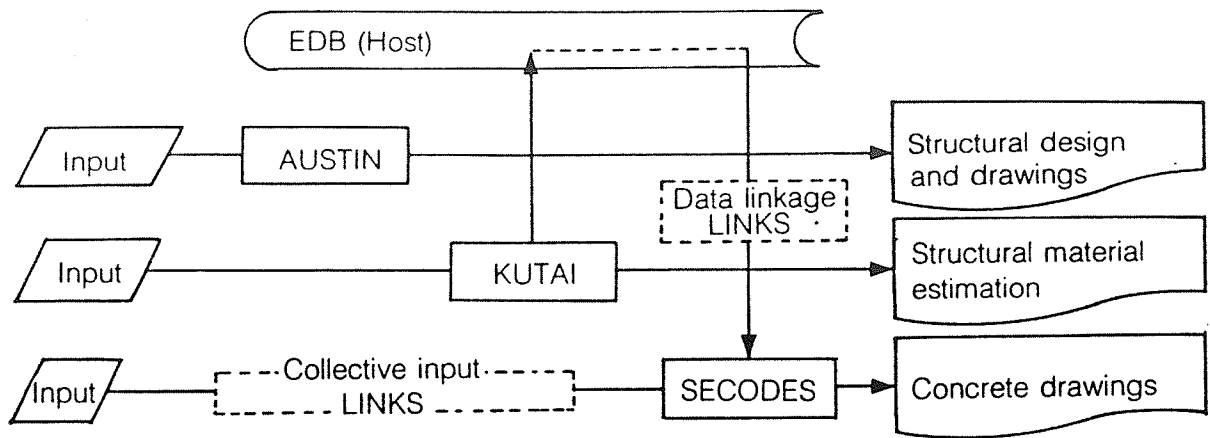 EDB (Host)
Input
AUSTIN
Structural design
and drawings
Data linkage
LINKS
Input
KUTAI
Structural material
estimation
Input
Collective input
LINKS
SECODES
Concrete drawings